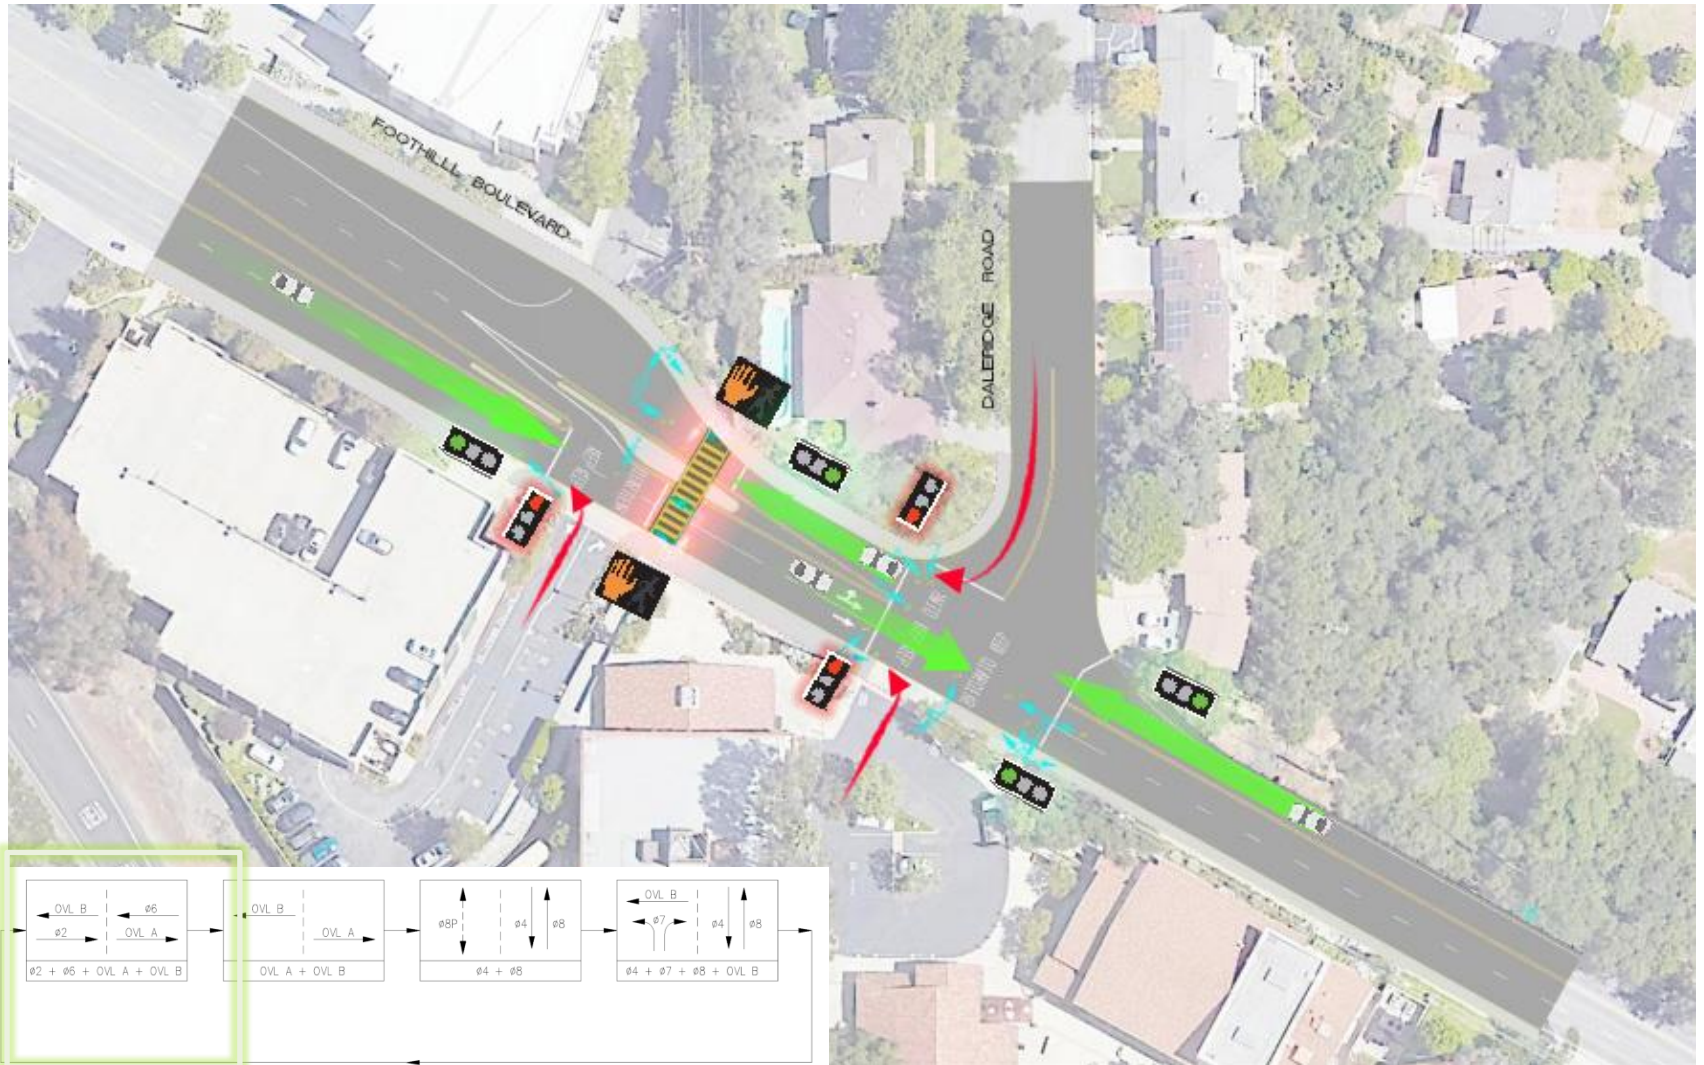 FOOTHILLL BOULEVARD
DALERIDGE ROAD
OVL B
ø6
ø2
OVL A
ø2 + ø6 + OVL A + OVL B
OVL B
OVL A
OVL A + OVL B
ø8P
ø4
ø8
ø4 + ø8
OVL B
ø7
ø4
ø8
ø4 + ø7 + ø8 + OVL B